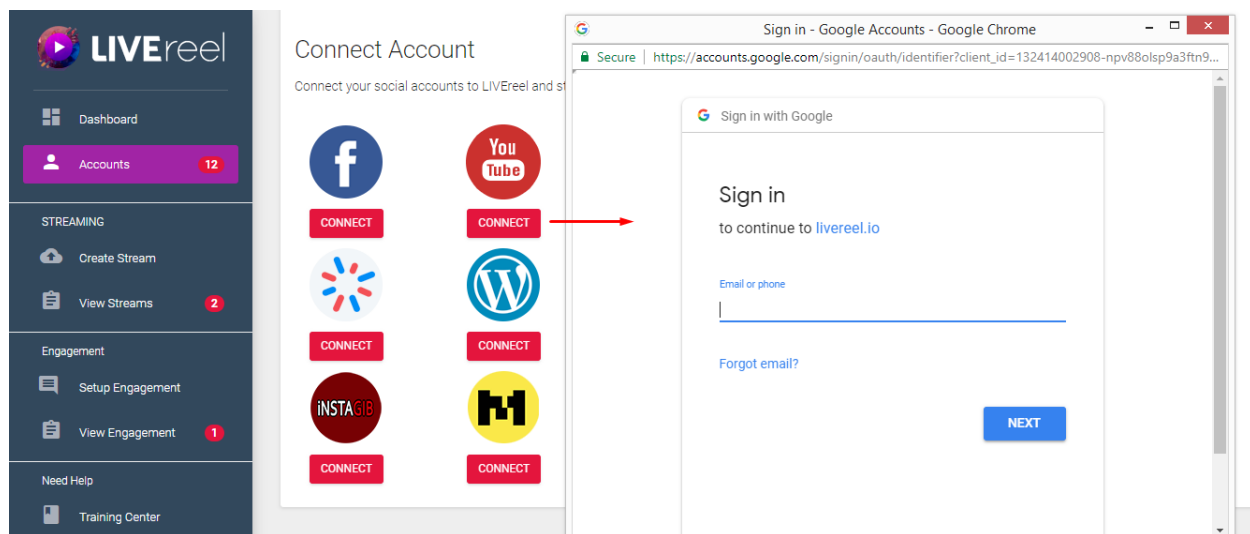 LIVEreel
Dashboard
Accounts 12
STREAMING
Create Stream
View Streams 2
Engagement
Setup Engagement
View Engagement 1
Need Help
Training Center
Connect Account
Connect your social accounts to LIVEreel and st
f
You
Tube
CONNECT CONNECT
W
CONNECT CONNECT
iNSTAGIB
M
CONNECT CONNECT
G
Sign in - Google Accounts - Google Chrome
Secure | https://accounts.google.com/signin/oauth/identifier?client_id=132414002908-npv88olsp9a3ftn9...
G Sign in with Google
Sign in
to continue to livereel.io
Email or phone
Forgot email?
NEXT